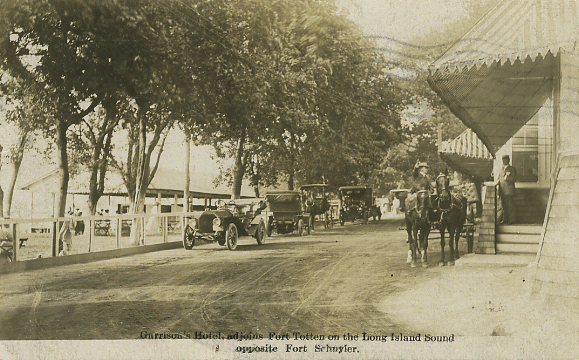 Garrison's Hotel, adjoins Fort Totten on the Long Island Sound
opposite Fort Schuyler.